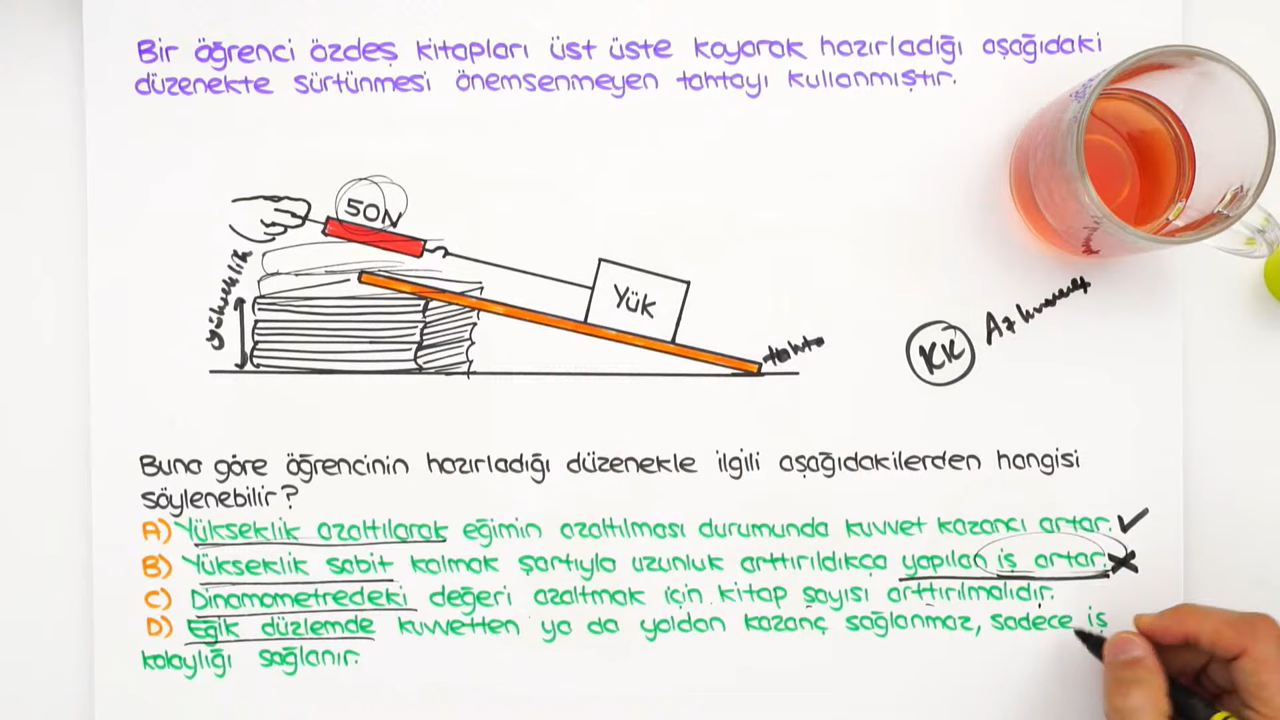 Bir öğrenci özdeş kitapları üst üste koyarak hazırladığı aşağıdaki
düzenekte sürtünmesi önemsenmeyen tahtayı kullanmıştır.
50N
yükseklik
Yük
tahta
KK Az kuvvet
Buna göre öğrencinin hazırladığı düzenekle ilgili aşağıdakilerden hangisi
söylenebilir?
A) Yükseklik azaltılarak eğimin azaltılması durumunda kuvvet kazancı artar.
B) Yükseklik sabit kalmak şartıyla uzunluk arttırıldıkça yapılan iş artar.
C) Dinamometredeki değeri azaltmak için kitap sayısı arttırılmalıdır.
D) Eğik düzlemde kuvvetten ya da yoldan kazanç sağlanmaz, sadece iş
kolaylığı sağlanır.